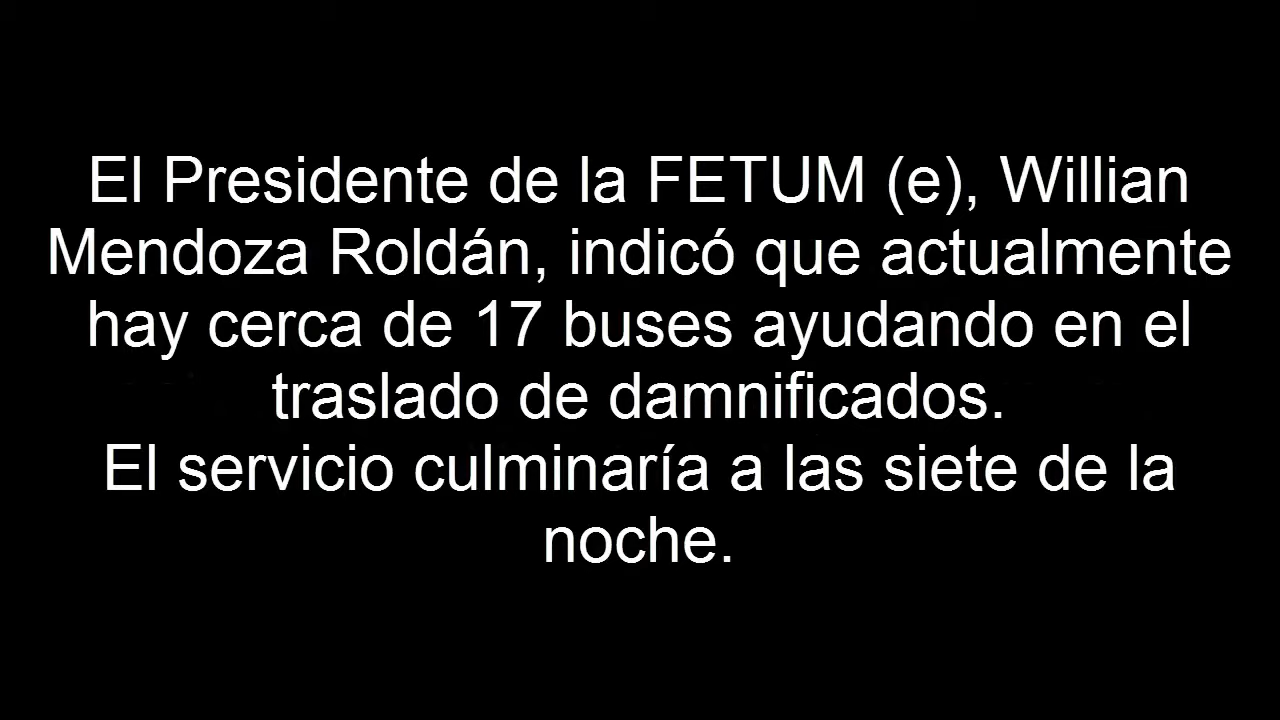 El Presidente de la FETUM (e), Willian
Mendoza Roldán, indicó que actualmente
hay cerca de 17 buses ayudando en el
traslado de damnificados.
El servicio culminaría a las siete de la
noche.